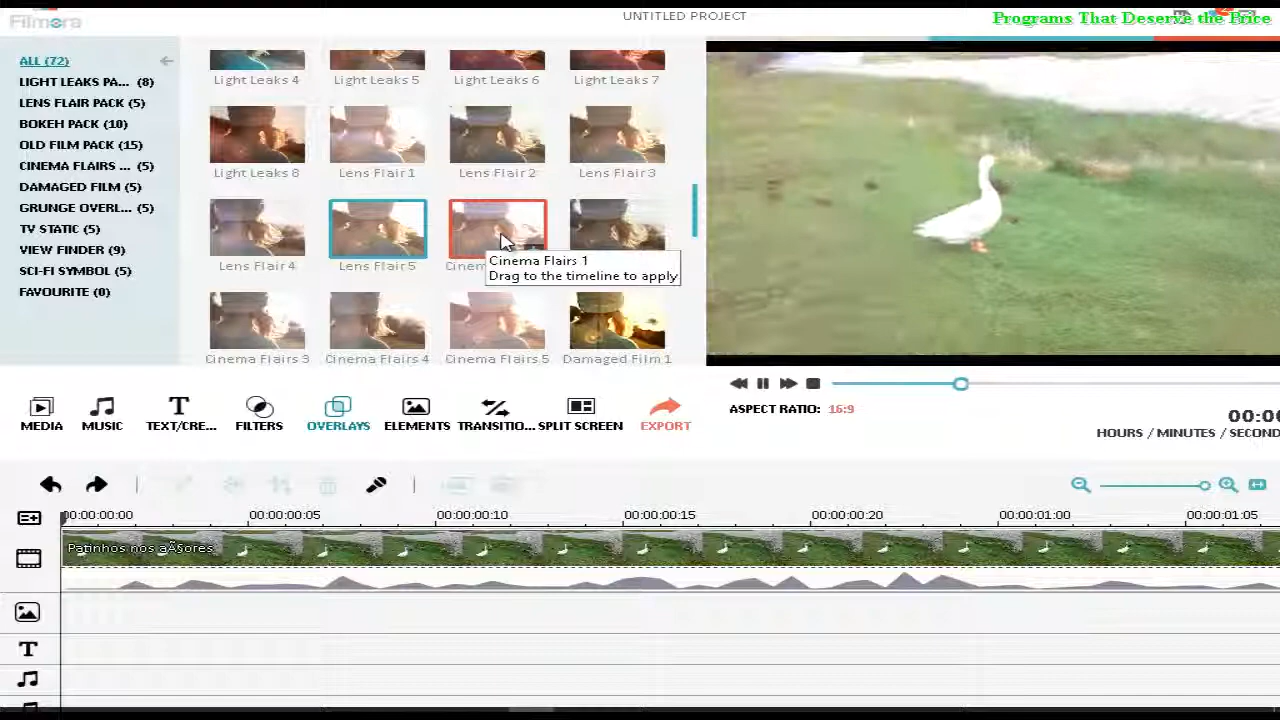 Filmora
UNTITLED PROJECT
Programs That Deserve the Price
ALL (72)
LIGHT LEAKS PA... (8)
LENS FLAIR PACK (5)
BOKEH PACK (10)
OLD FILM PACK (15)
CINEMA FLAIRS ... (5)
DAMAGED FILM (5)
GRUNGE OVERL... (5)
TV STATIC (5)
VIEW FINDER (9)
SCI-FI SYMBOL (5)
FAVOURITE (0)
Light Leaks 4 Light Leaks 5 Light Leaks 6 Light Leaks 7
Light Leaks 8 Lens Flair 1 Lens Flair 2 Lens Flair 3
Lens Flair 4 Lens Flair 5 Cinem
Cinema Flairs 1
Drag to the timeline to apply
Cinema Flairs 3 Cinema Flairs 4 Cinema Flairs 5 Damaged Film 1
MEDIA MUSIC TEXT/CRE... FILTERS OVERLAYS ELEMENTS TRANSITIO... SPLIT SCREEN EXPORT
ASPECT RATIO: 16:9
00:00
HOURS / MINUTES / SECOND
00:00:00:00 00:00:00:05 00:00:00:10 00:00:00:15 00:00:00:20 00:00:01:00 00:00:01:05
Patinhos nos aÃ§ores